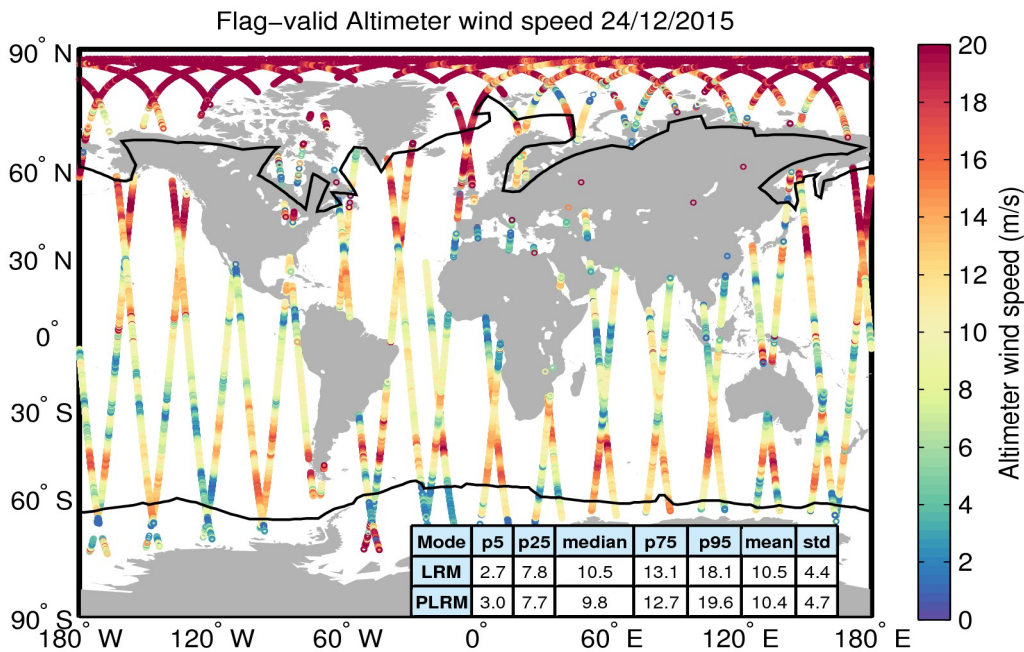 Flag−valid Altimeter wind speed 24/12/2015
90° N
60° N
30° N
0°
30° S
60° S
90° S
180° W
120° W
60° W
0°
60° E
120° E
180° E
Mode p5 p25 median p75 p95 mean std
LRM 2.7 7.8 10.5 13.1 18.1 10.5 4.4
PLRM 3.0 7.7 9.8 12.7 19.6 10.4 4.7
20
18
16
14
12
10
8
6
4
2
0
Altimeter wind speed (m/s)